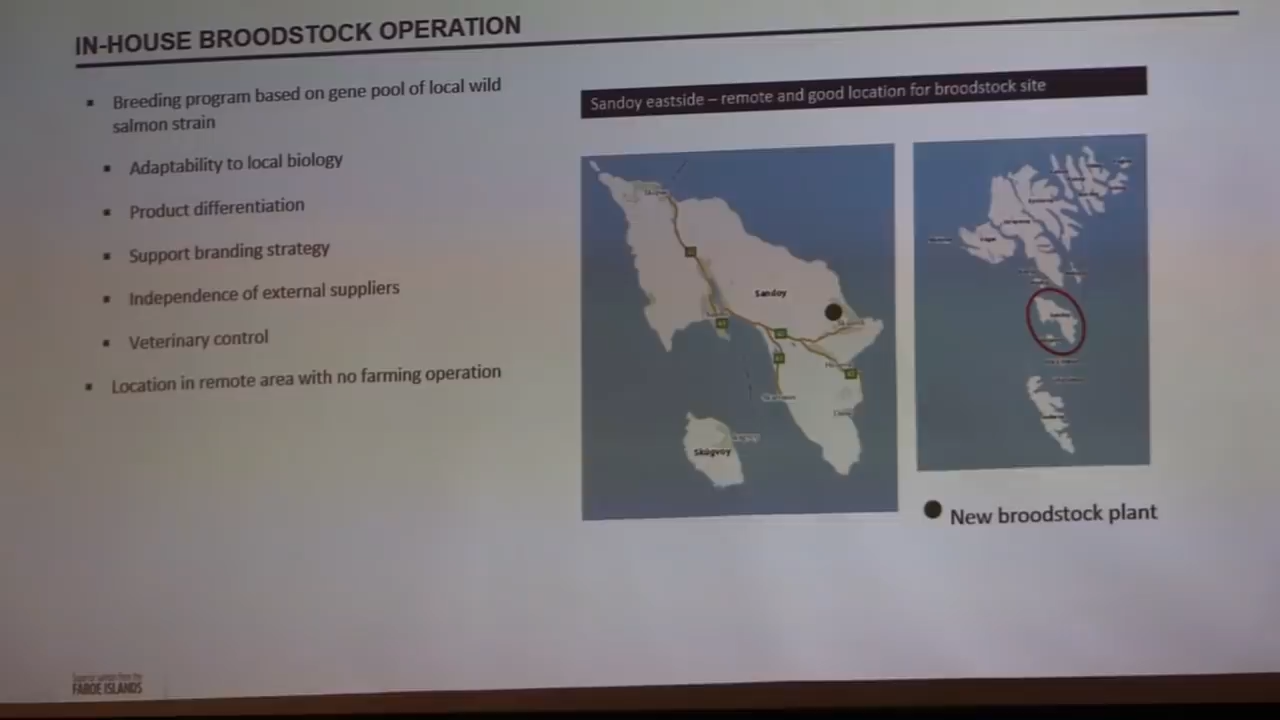 IN-HOUSE BROODSTOCK OPERATION
Breeding program based on gene pool of local wild
salmon strain
Adaptability to local biology
Product differentiation
Support branding strategy
Independence of external suppliers
Veterinary control
Location in remote area with no farming operation
Sandoy eastside – remote and good location for broodstock site
Sandoy
Skúgvoy
New broodstock plant
FAROE ISLANDS